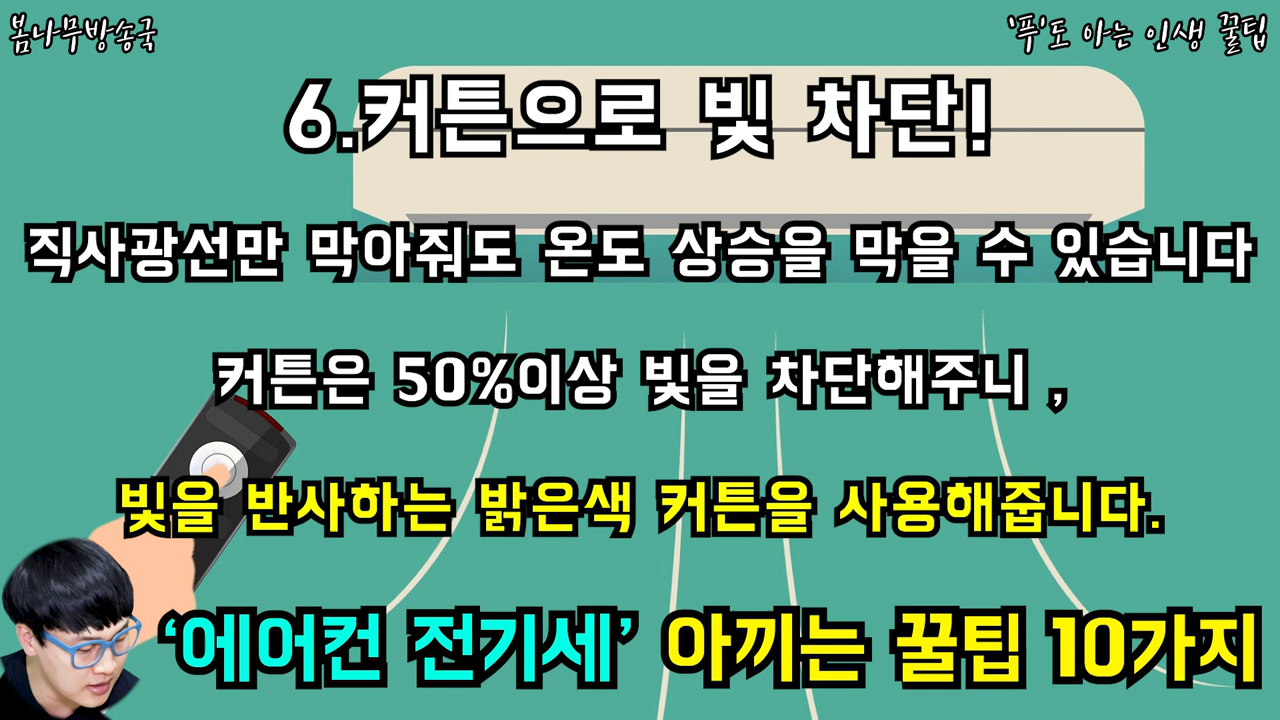 봄나무방송국
'푸'도 아는 인생 꿀팁
6.커튼으로 빛 차단!
직사광선만 막아줘도 온도 상승을 막을 수 있습니다
커튼은 50%이상 빛을 차단해주니 ,
빛을 반사하는 밝은색 커튼을 사용해줍니다.
‘에어컨 전기세’ 아끼는 꿀팁 10가지